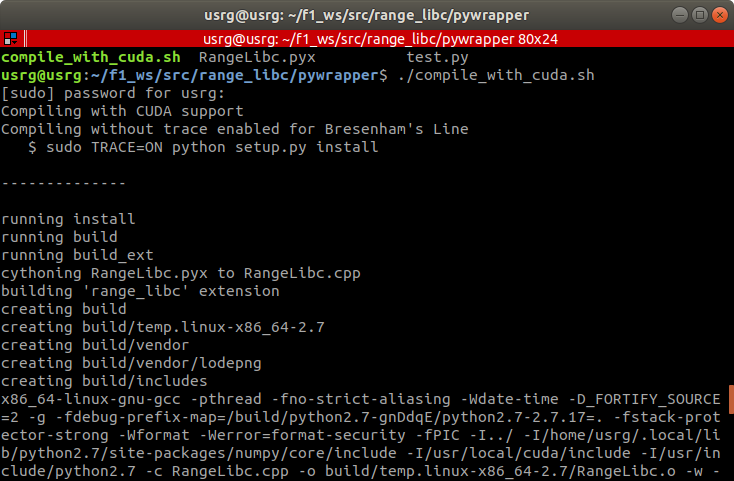 usrg@usrg: ~/f1_ws/src/range_libc/pywrapper
usrg@usrg: ~/f1_ws/src/range_libc/pywrapper 80x24
compile_with_cuda.sh  RangeLibc.pyx          test.py
usrg@usrg:~/f1_ws/src/range_libc/pywrapper$ ./compile_with_cuda.sh
[sudo] password for usrg:
Compiling with CUDA support
Compiling without trace enabled for Bresenham's Line
   $ sudo TRACE=ON python setup.py install
--------------
running install
running build
running build_ext
cythoning RangeLibc.pyx to RangeLibc.cpp
building 'range_libc' extension
creating build
creating build/temp.linux-x86_64-2.7
creating build/vendor
creating build/vendor/lodepng
creating build/includes
x86_64-linux-gnu-gcc -pthread -fno-strict-aliasing -Wdate-time -D_FORTIFY_SOURCE
=2 -g -fdebug-prefix-map=/build/python2.7-gnDdqE/python2.7-2.7.17=. -fstack-prot
ector-strong -Wformat -Werror=format-security -fPIC -I../ -I/home/usrg/.local/li
b/python2.7/site-packages/numpy/core/include -I/usr/local/cuda/include -I/usr/in
clude/python2.7 -c RangeLibc.cpp -o build/temp.linux-x86_64-2.7/RangeLibc.o -w -